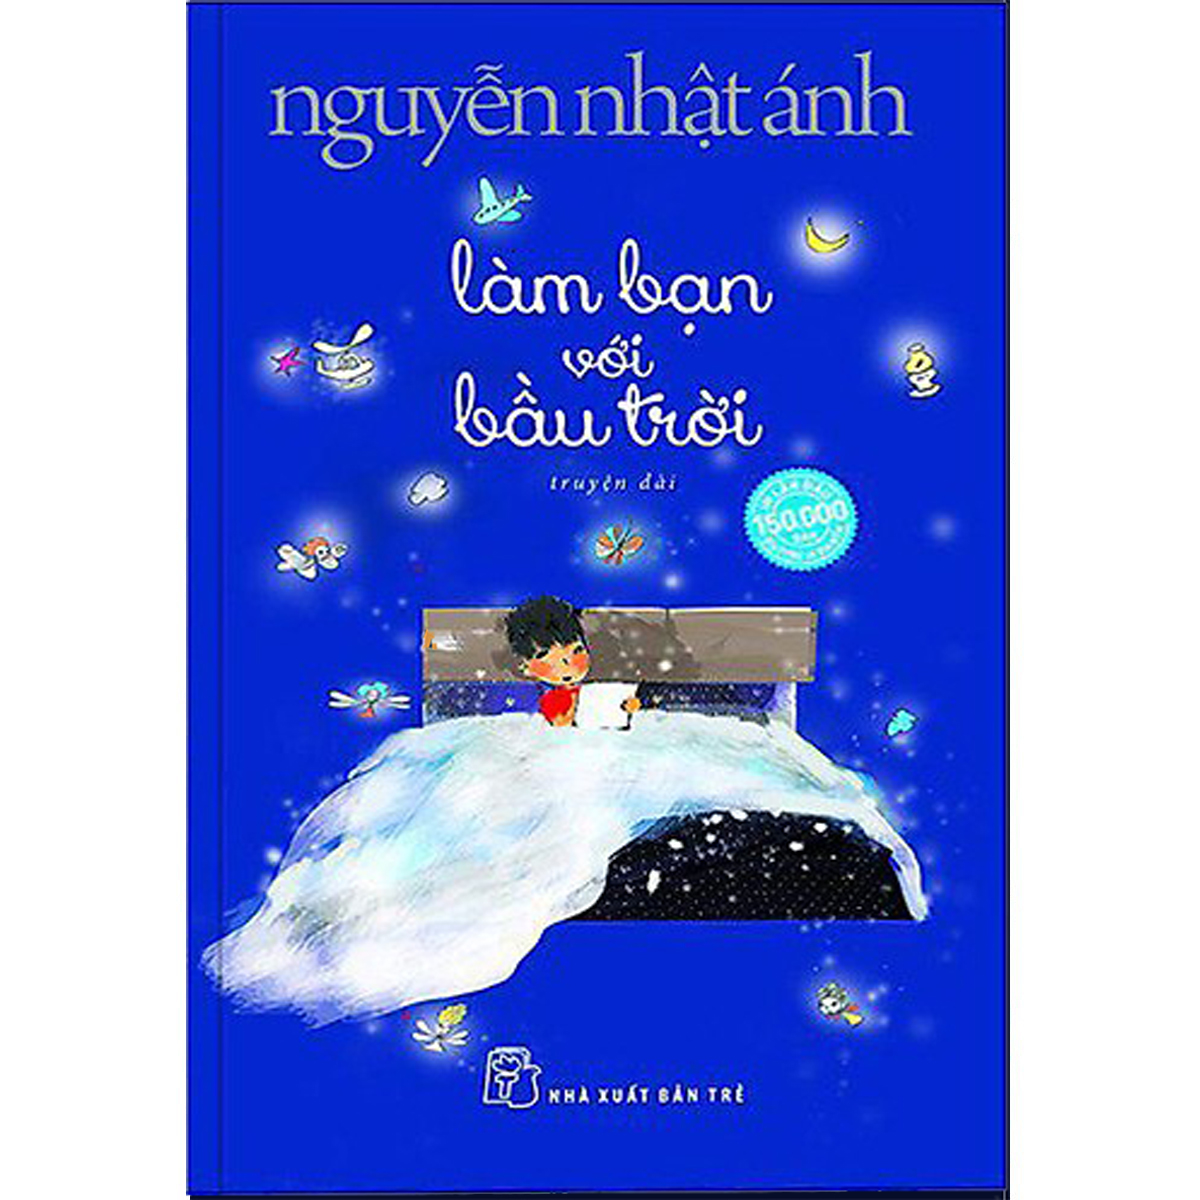 nguyễn nhật ánh
làm bạn
với
bầu trời
truyện dài
150.000
NHÀ XUẤT BẢN TRẺ